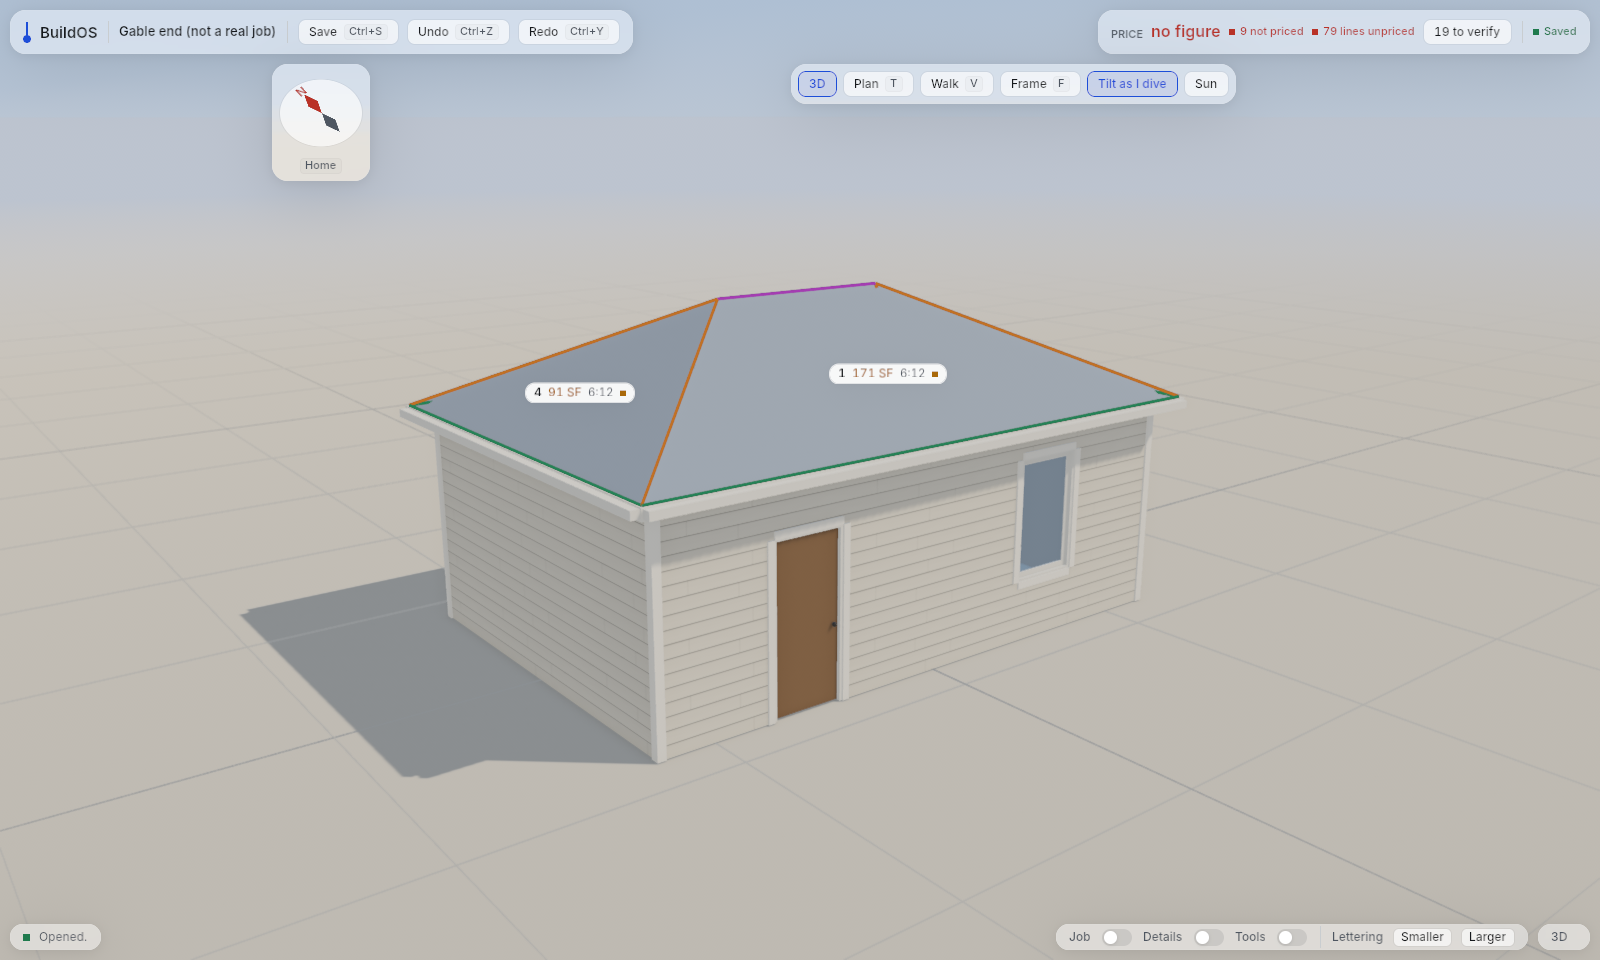 BuildOS Gable end (not a real job) Save Ctrl+S Undo Ctrl+Z Redo Ctrl+Y
PRICE no figure 9 not priced 79 lines unpriced 19 to verify Saved
3D Plan T Walk V Frame F Tilt as I dive Sun
N
Home
1 171 SF 6:12
4 91 SF 6:12
Opened.
Job Details Tools Lettering Smaller Larger 3D